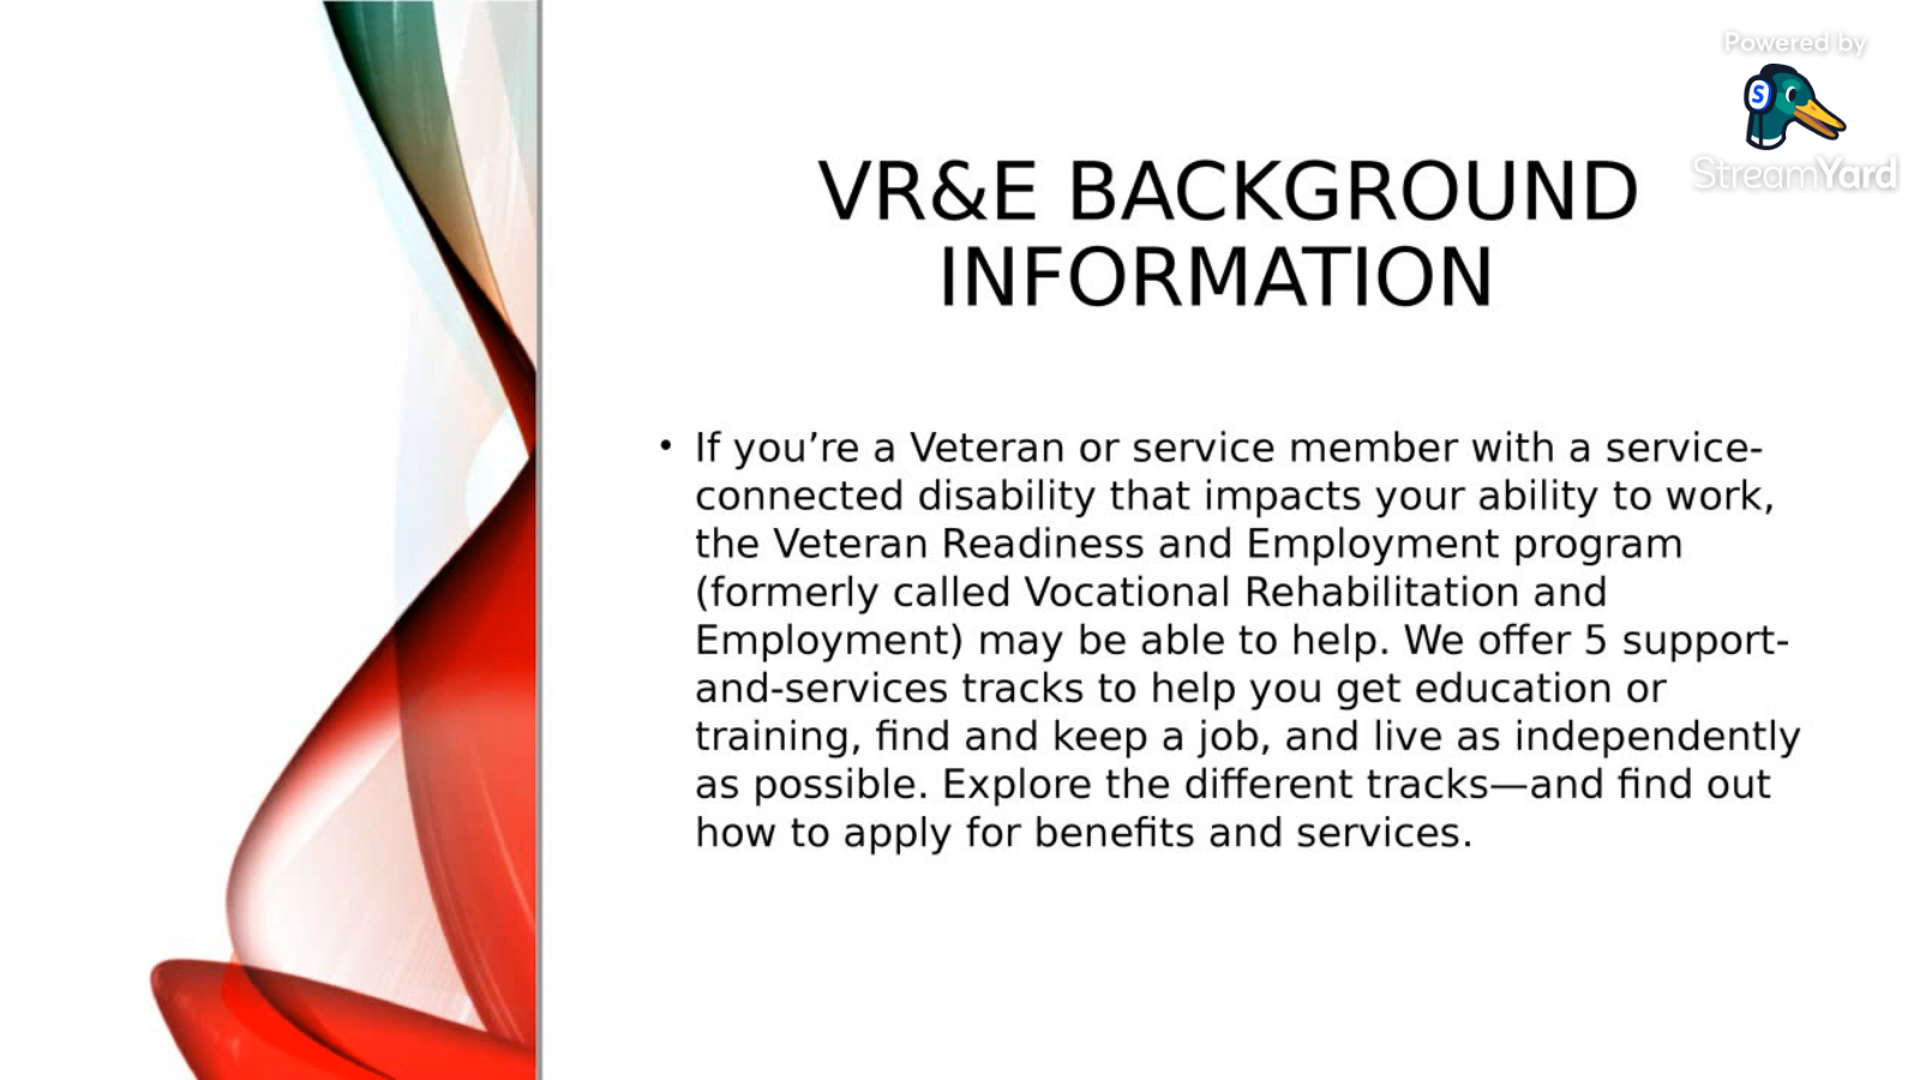 Powered by
S
StreamYard
VR&E BACKGROUND
INFORMATION
• If you’re a Veteran or service member with a service-
connected disability that impacts your ability to work,
the Veteran Readiness and Employment program
(formerly called Vocational Rehabilitation and
Employment) may be able to help. We offer 5 support-
and-services tracks to help you get education or
training, find and keep a job, and live as independently
as possible. Explore the different tracks—and find out
how to apply for benefits and services.